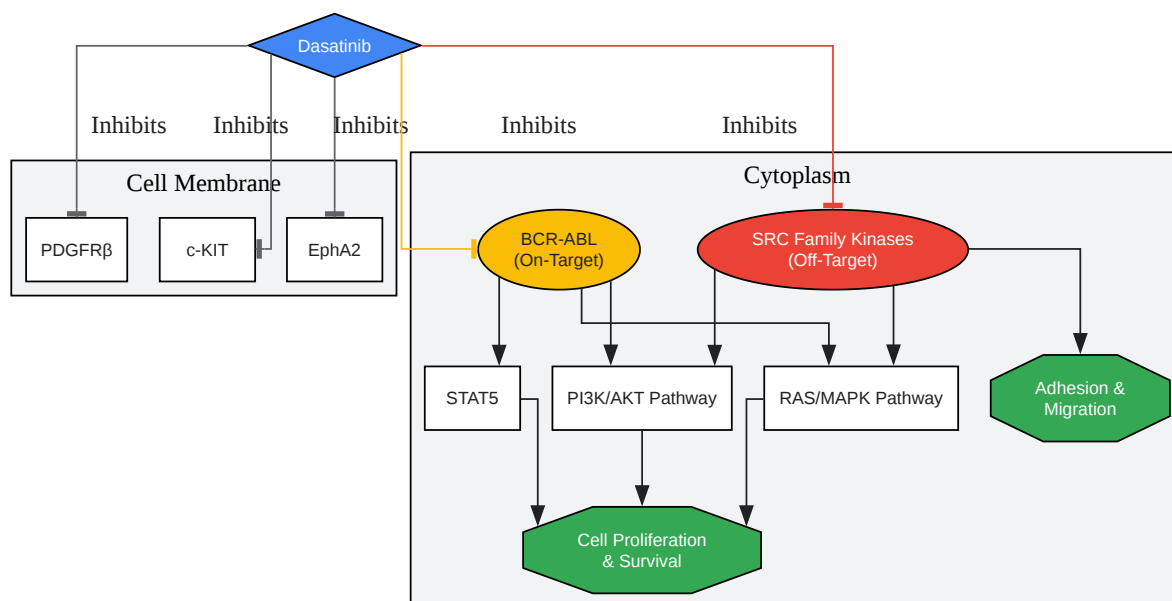 Dasatinib
Inhibits
Inhibits
Inhibits
Inhibits
Inhibits
Cell Membrane
Cytoplasm
PDGFRβ
c-KIT
EphA2
BCR-ABL
(On-Target)
SRC Family Kinases
(Off-Target)
STAT5
PI3K/AKT Pathway
RAS/MAPK Pathway
Adhesion &
Migration
Cell Proliferation
& Survival